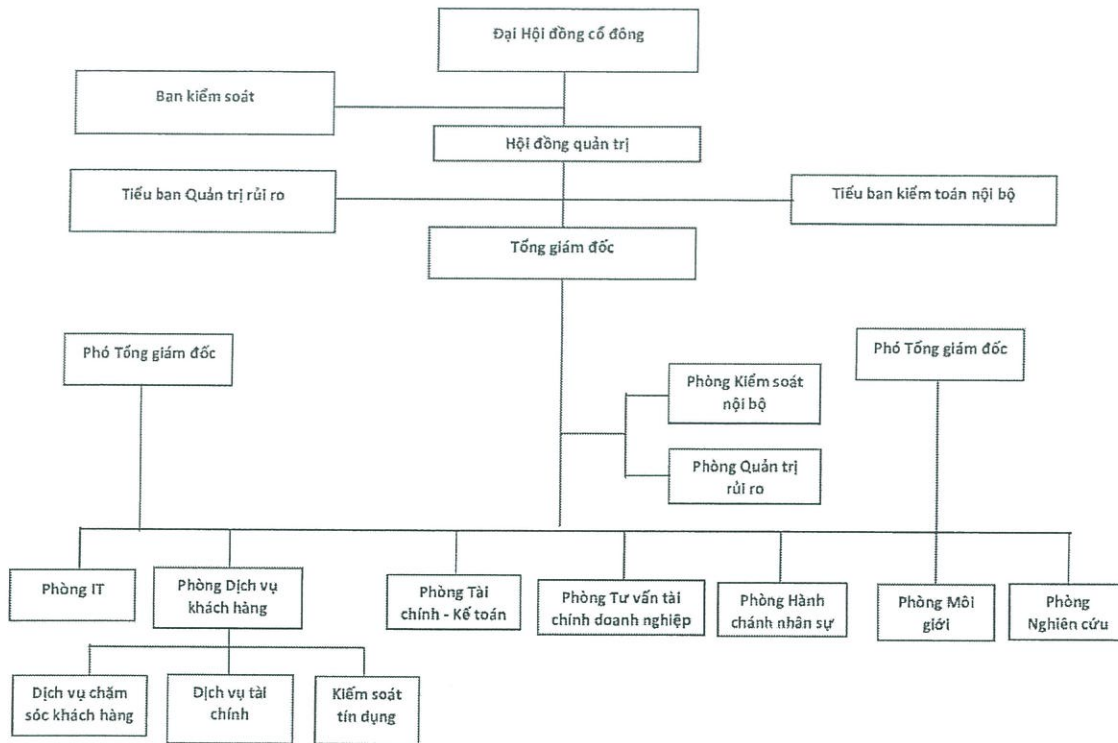 Đại Hội đồng cổ đông
Ban kiểm soát
Hội đồng quản trị
Tiểu ban Quản trị rủi ro
Tiểu ban kiểm toán nội bộ
Tổng giám đốc
Phó Tổng giám đốc
Phó Tổng giám đốc
Phòng Kiểm soát
nội bộ
Phòng Quản trị
rủi ro
Phòng IT
Phòng Dịch vụ
khách hàng
Phòng Tài
chính - Kế toán
Phòng Tư vấn tài
chính doanh nghiệp
Phòng Hành
chánh nhân sự
Phòng Môi
giới
Phòng
Nghiên cứu
Dịch vụ chăm
sóc khách hàng
Dịch vụ tài
chính
Kiểm soát
tín dụng